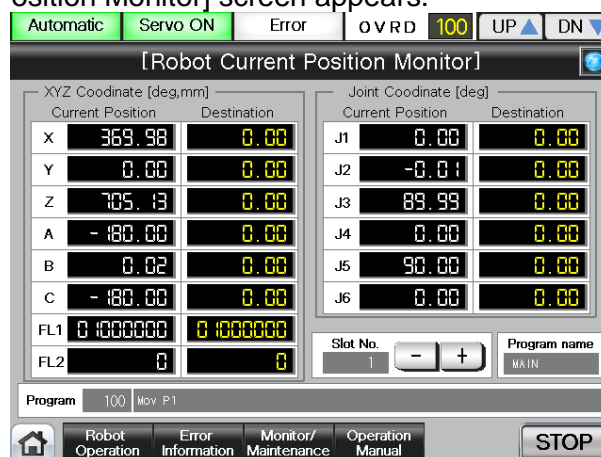 osition Monitor] screen appears.
Automatic Servo ON Error OVRD 100 UP DN
[Robot Current Position Monitor]
XYZ Coodinate [deg,mm] Joint Coodinate [deg]
Current Position Destination Current Position Destination
X 369.98 0.00 J1 0.00 0.00
Y 0.00 0.00 J2 -0.01 0.00
Z 705.13 0.00 J3 89.99 0.00
A -180.00 0.00 J4 0.00 0.00
B 0.02 0.00 J5 90.00 0.00
C -180.00 0.00 J6 0.00 0.00
FL1 01000000 01000000
FL2 0 0
Slot No. 1 - + Program name MAIN
Program 100 Mov P1
Robot Operation Error Information Monitor/ Maintenance Operation Manual STOP